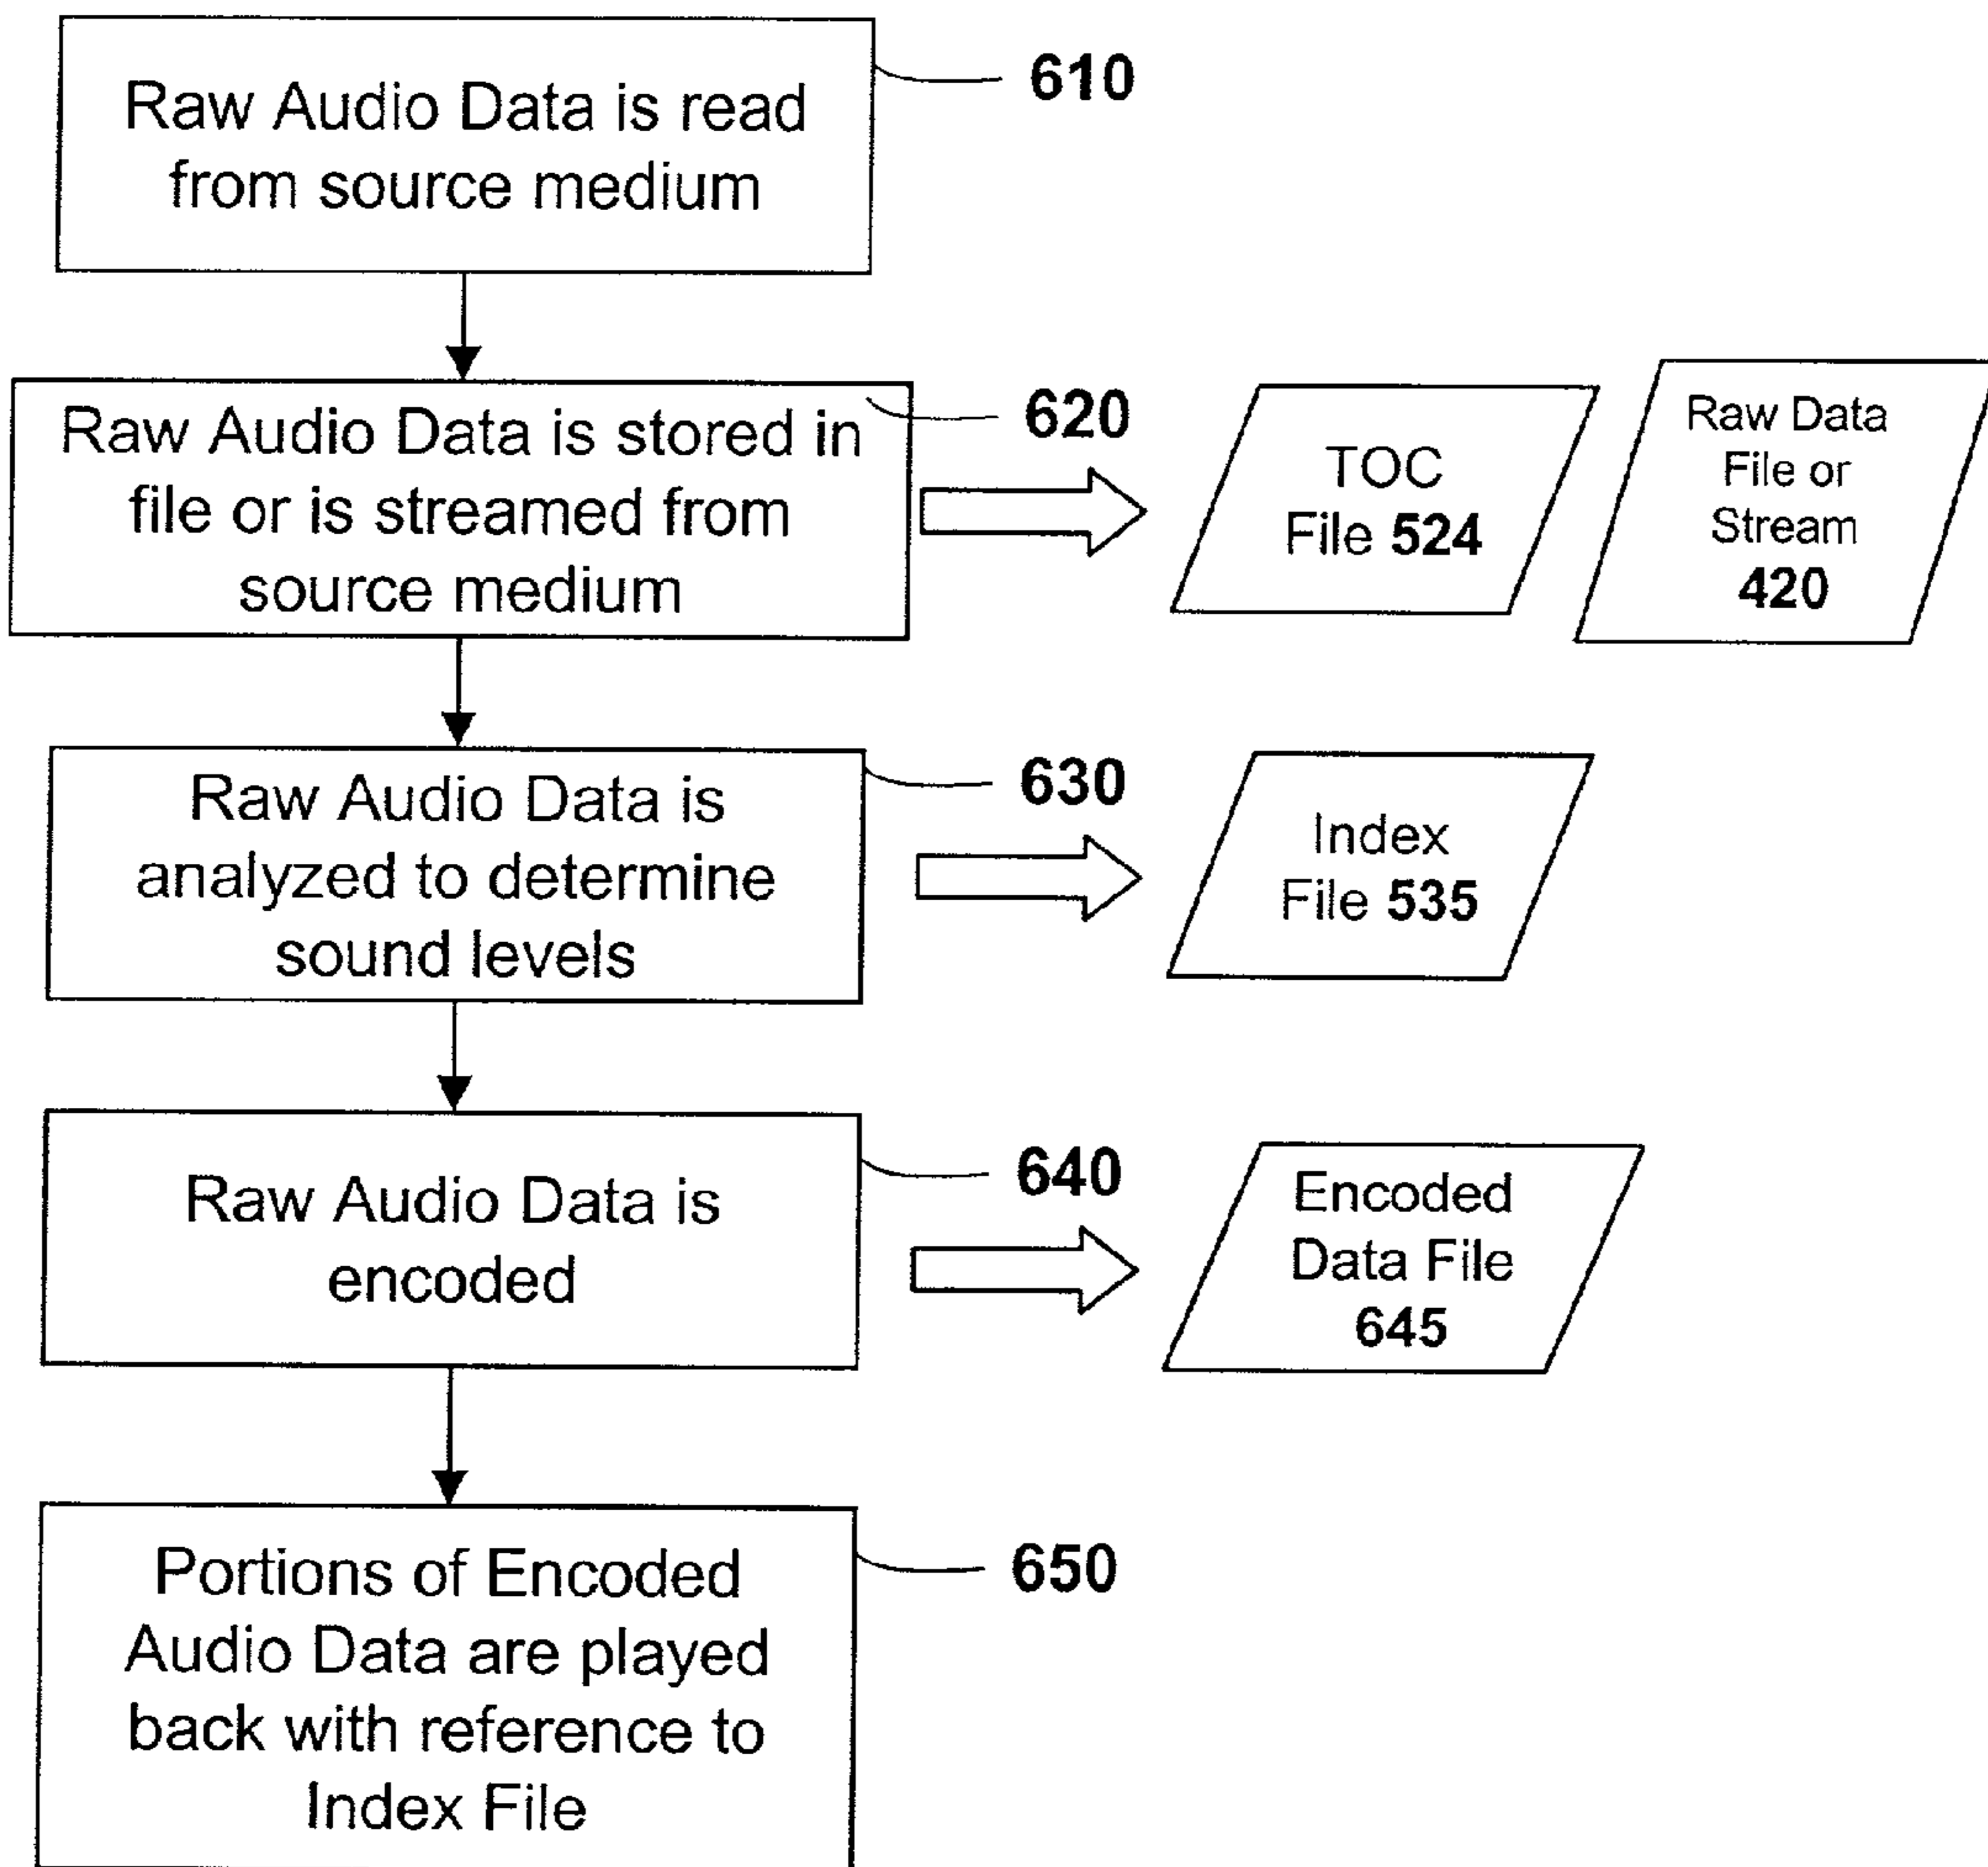 Raw Audio Data is read
from source medium
610
Raw Audio Data is stored in
file or is streamed from
source medium
620
TOC
File 524
Raw Data
File or
Stream
420
Raw Audio Data is
analyzed to determine
sound levels
630
Index
File 535
Raw Audio Data is
encoded
640
Encoded
Data File
645
Portions of Encoded
Audio Data are played
back with reference to
Index File
650